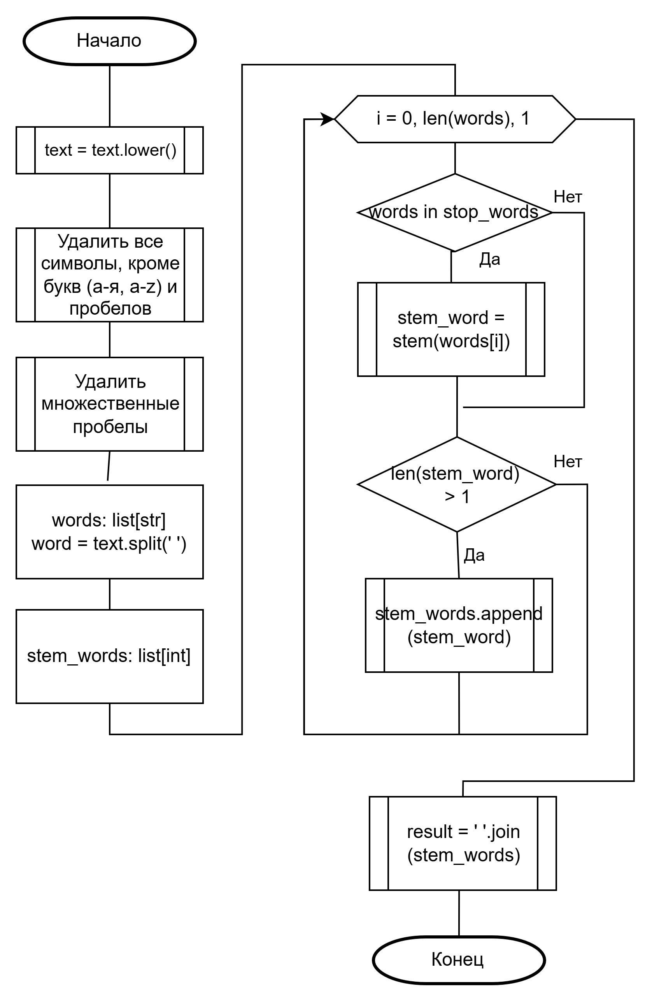 Начало
text = text.lower()
Удалить все
символы, кроме
букв (а-я, a-z) и
пробелов
Удалить
множественные
пробелы
words: list[str]
word = text.split(' ')
stem_words: list[int]
i = 0, len(words), 1
words in stop_words
Нет
Да
stem_word =
stem(words[i])
len(stem_word)
> 1
Нет
Да
stem_words.append
(stem_word)
result = ' '.join
(stem_words)
Конец